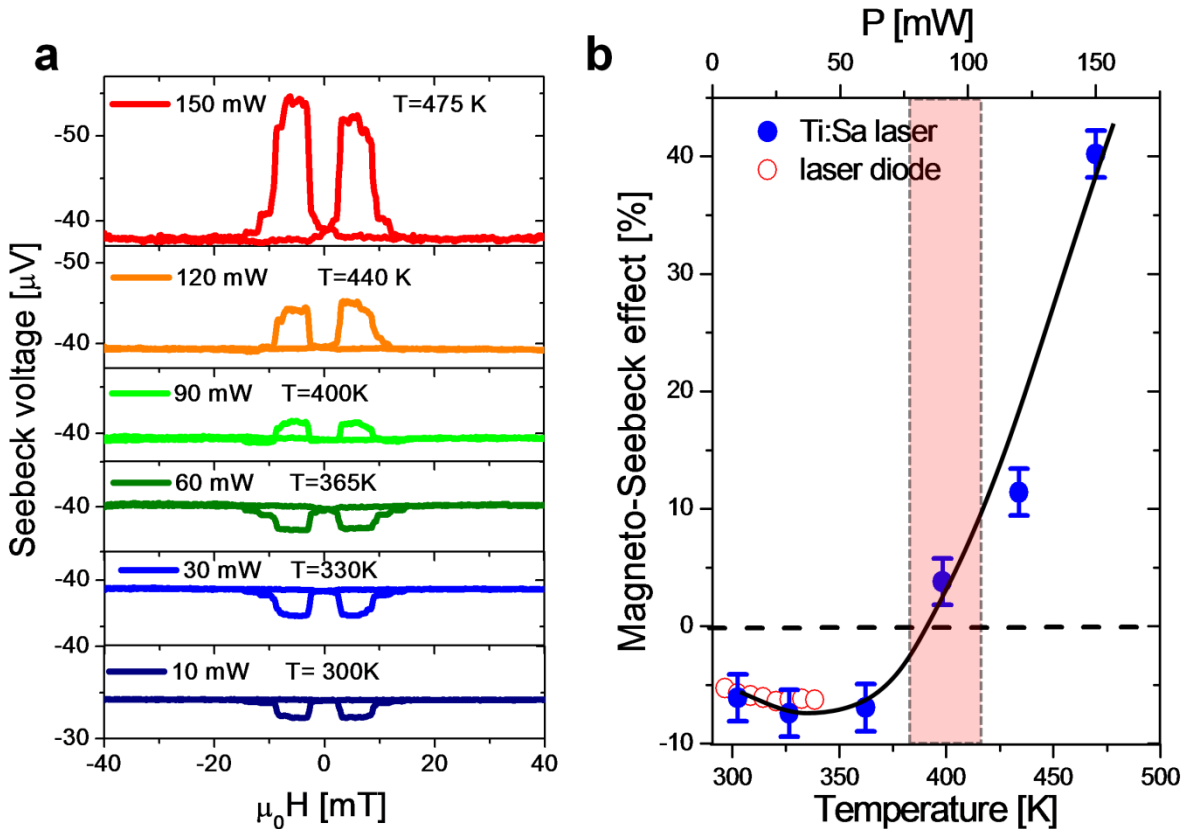 a
150 mW T=475 K
-50
-40
-50
120 mW T=440 K
-40
90 mW T=400K
-40
60 mW T=365K
-40
-40
30 mW T=330K
-40
10 mW T= 300K
-30
-40 -20 0 20 40
μ0H [mT]
Seebeck voltage [μV]
b
P [mW]
0 50 100 150
Ti:Sa laser
laser diode
40
30
20
10
0
-10
300 350 400 450 500
Temperature [K]
Magneto-Seebeck effect [%]